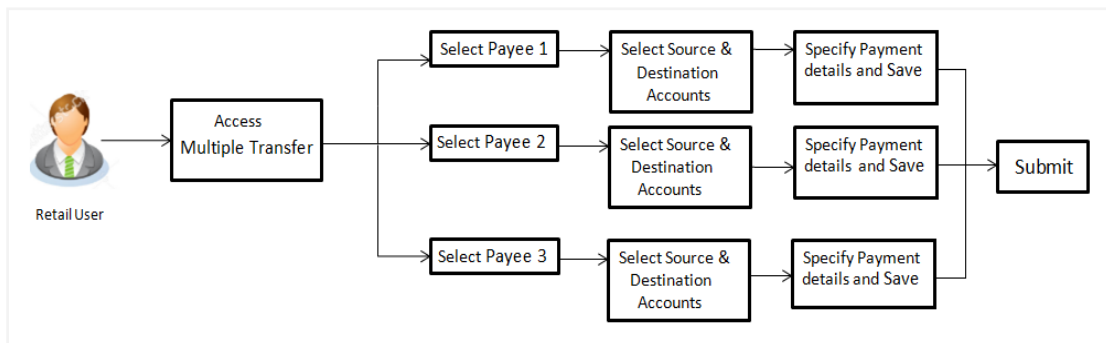 Retail User
Access
Multiple Transfer
Select Payee 1
Select Source &
Destination
Accounts
Specify Payment
details and Save
Select Payee 2
Select Source &
Destination
Accounts
Specify Payment
details and Save
Select Payee 3
Select Source &
Destination
Accounts
Specify Payment
details and Save
Submit